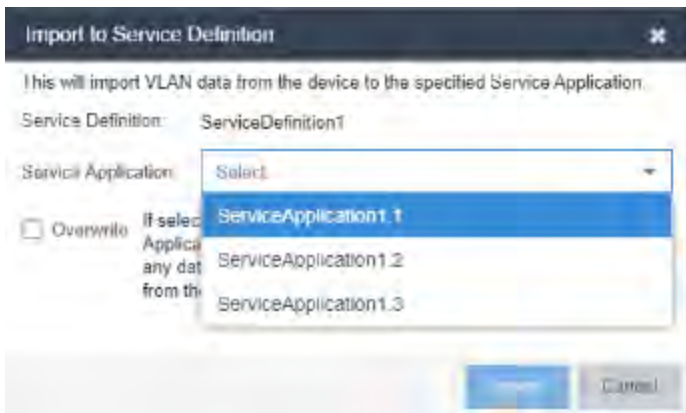 Import to Service Definition
This will import VLAN data from the device to the specified Service Application.
Service Definition: ServiceDefinition1
Service Application: Select
ServiceApplication1.1
Overwrite If selec
Applica
ServiceApplication1.2
any dat
from the
ServiceApplication1.3
Cancel